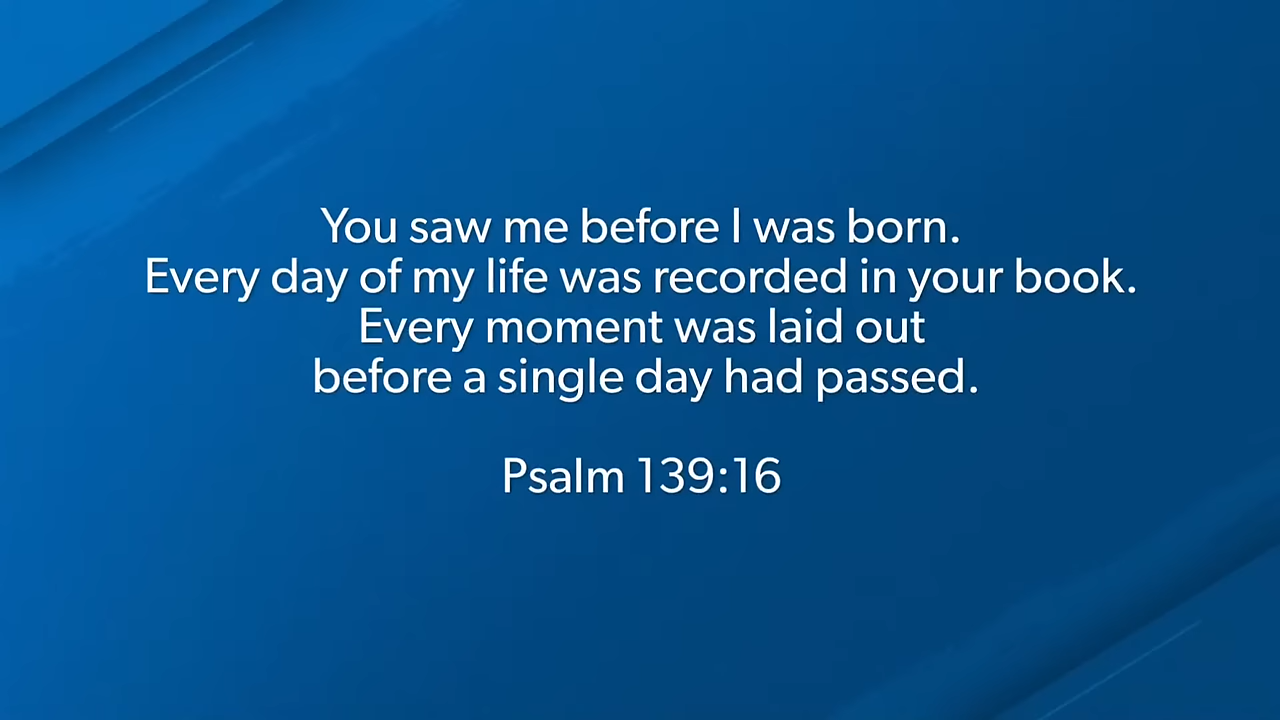 You saw me before I was born.
Every day of my life was recorded in your book.
Every moment was laid out
before a single day had passed.
Psalm 139:16